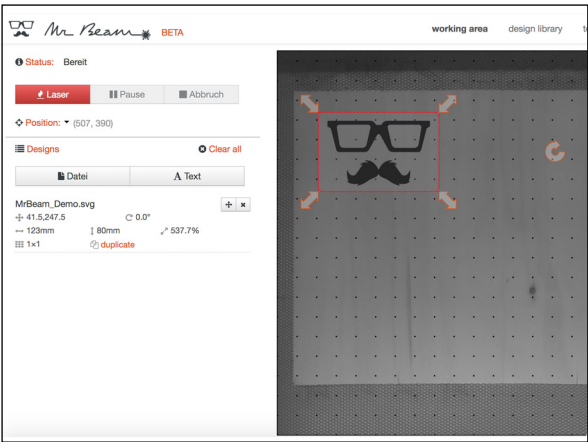 Mr Beam BETA
working area design library
Status: Bereit
Laser Pause Abbruch
Position: (507, 390)
Designs Clear all
Datei A Text
MrBeam_Demo.svg
41.5,247.5 0.0°
123mm 80mm 537.7%
1×1 duplicate